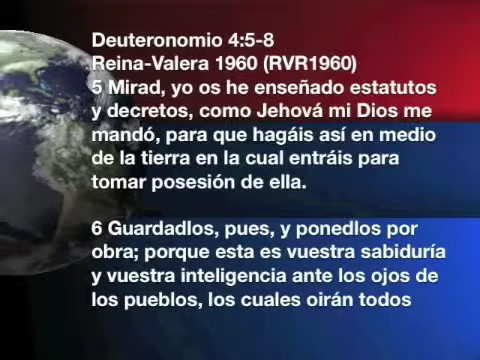 Deuteronomio 4:5-8
Reina-Valera 1960 (RVR1960)
5 Mirad, yo os he enseñado estatutos
y decretos, como Jehová mi Dios me
mandó, para que hagáis así en medio
de la tierra en la cual entráis para
tomar posesión de ella.
6 Guardadlos, pues, y ponedlos por
obra; porque esta es vuestra sabiduría
y vuestra inteligencia ante los ojos de
los pueblos, los cuales oirán todos